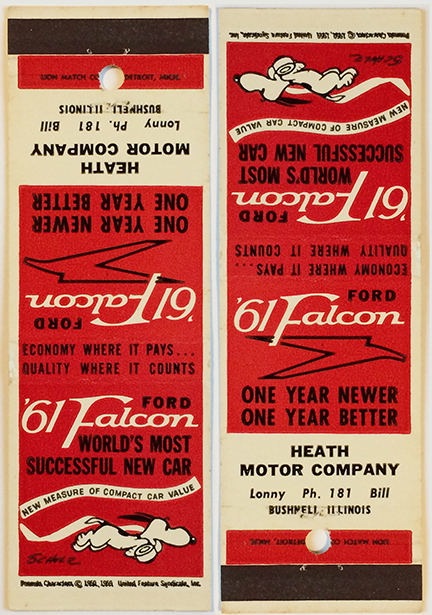 FORD
'61 Falcon
ONE YEAR NEWER
ONE YEAR BETTER
HEATH
MOTOR COMPANY
Lonny Ph. 181 Bill
BUSHNELL ILLINOIS
LION MATCH CO DETROIT, MICH.
ECONOMY WHERE IT PAYS...
QUALITY WHERE IT COUNTS
FORD
'61 Falcon
WORLD'S MOST
SUCCESSFUL NEW CAR
NEW MEASURE OF COMPACT CAR VALUE
SCHULZ
Peanuts Characters, © United Feature Syndicate, Inc.
ECONOMY WHERE IT PAYS...
QUALITY WHERE IT COUNTS
FORD
'61 Falcon
WORLD'S MOST
SUCCESSFUL NEW CAR
NEW MEASURE OF COMPACT CAR VALUE
SCHULZ
Peanuts Characters, © United Feature Syndicate, Inc.
FORD
'61 Falcon
ONE YEAR NEWER
ONE YEAR BETTER
HEATH
MOTOR COMPANY
Lonny Ph. 181 Bill
BUSHNELL ILLINOIS
LION MATCH CO DETROIT, MICH.